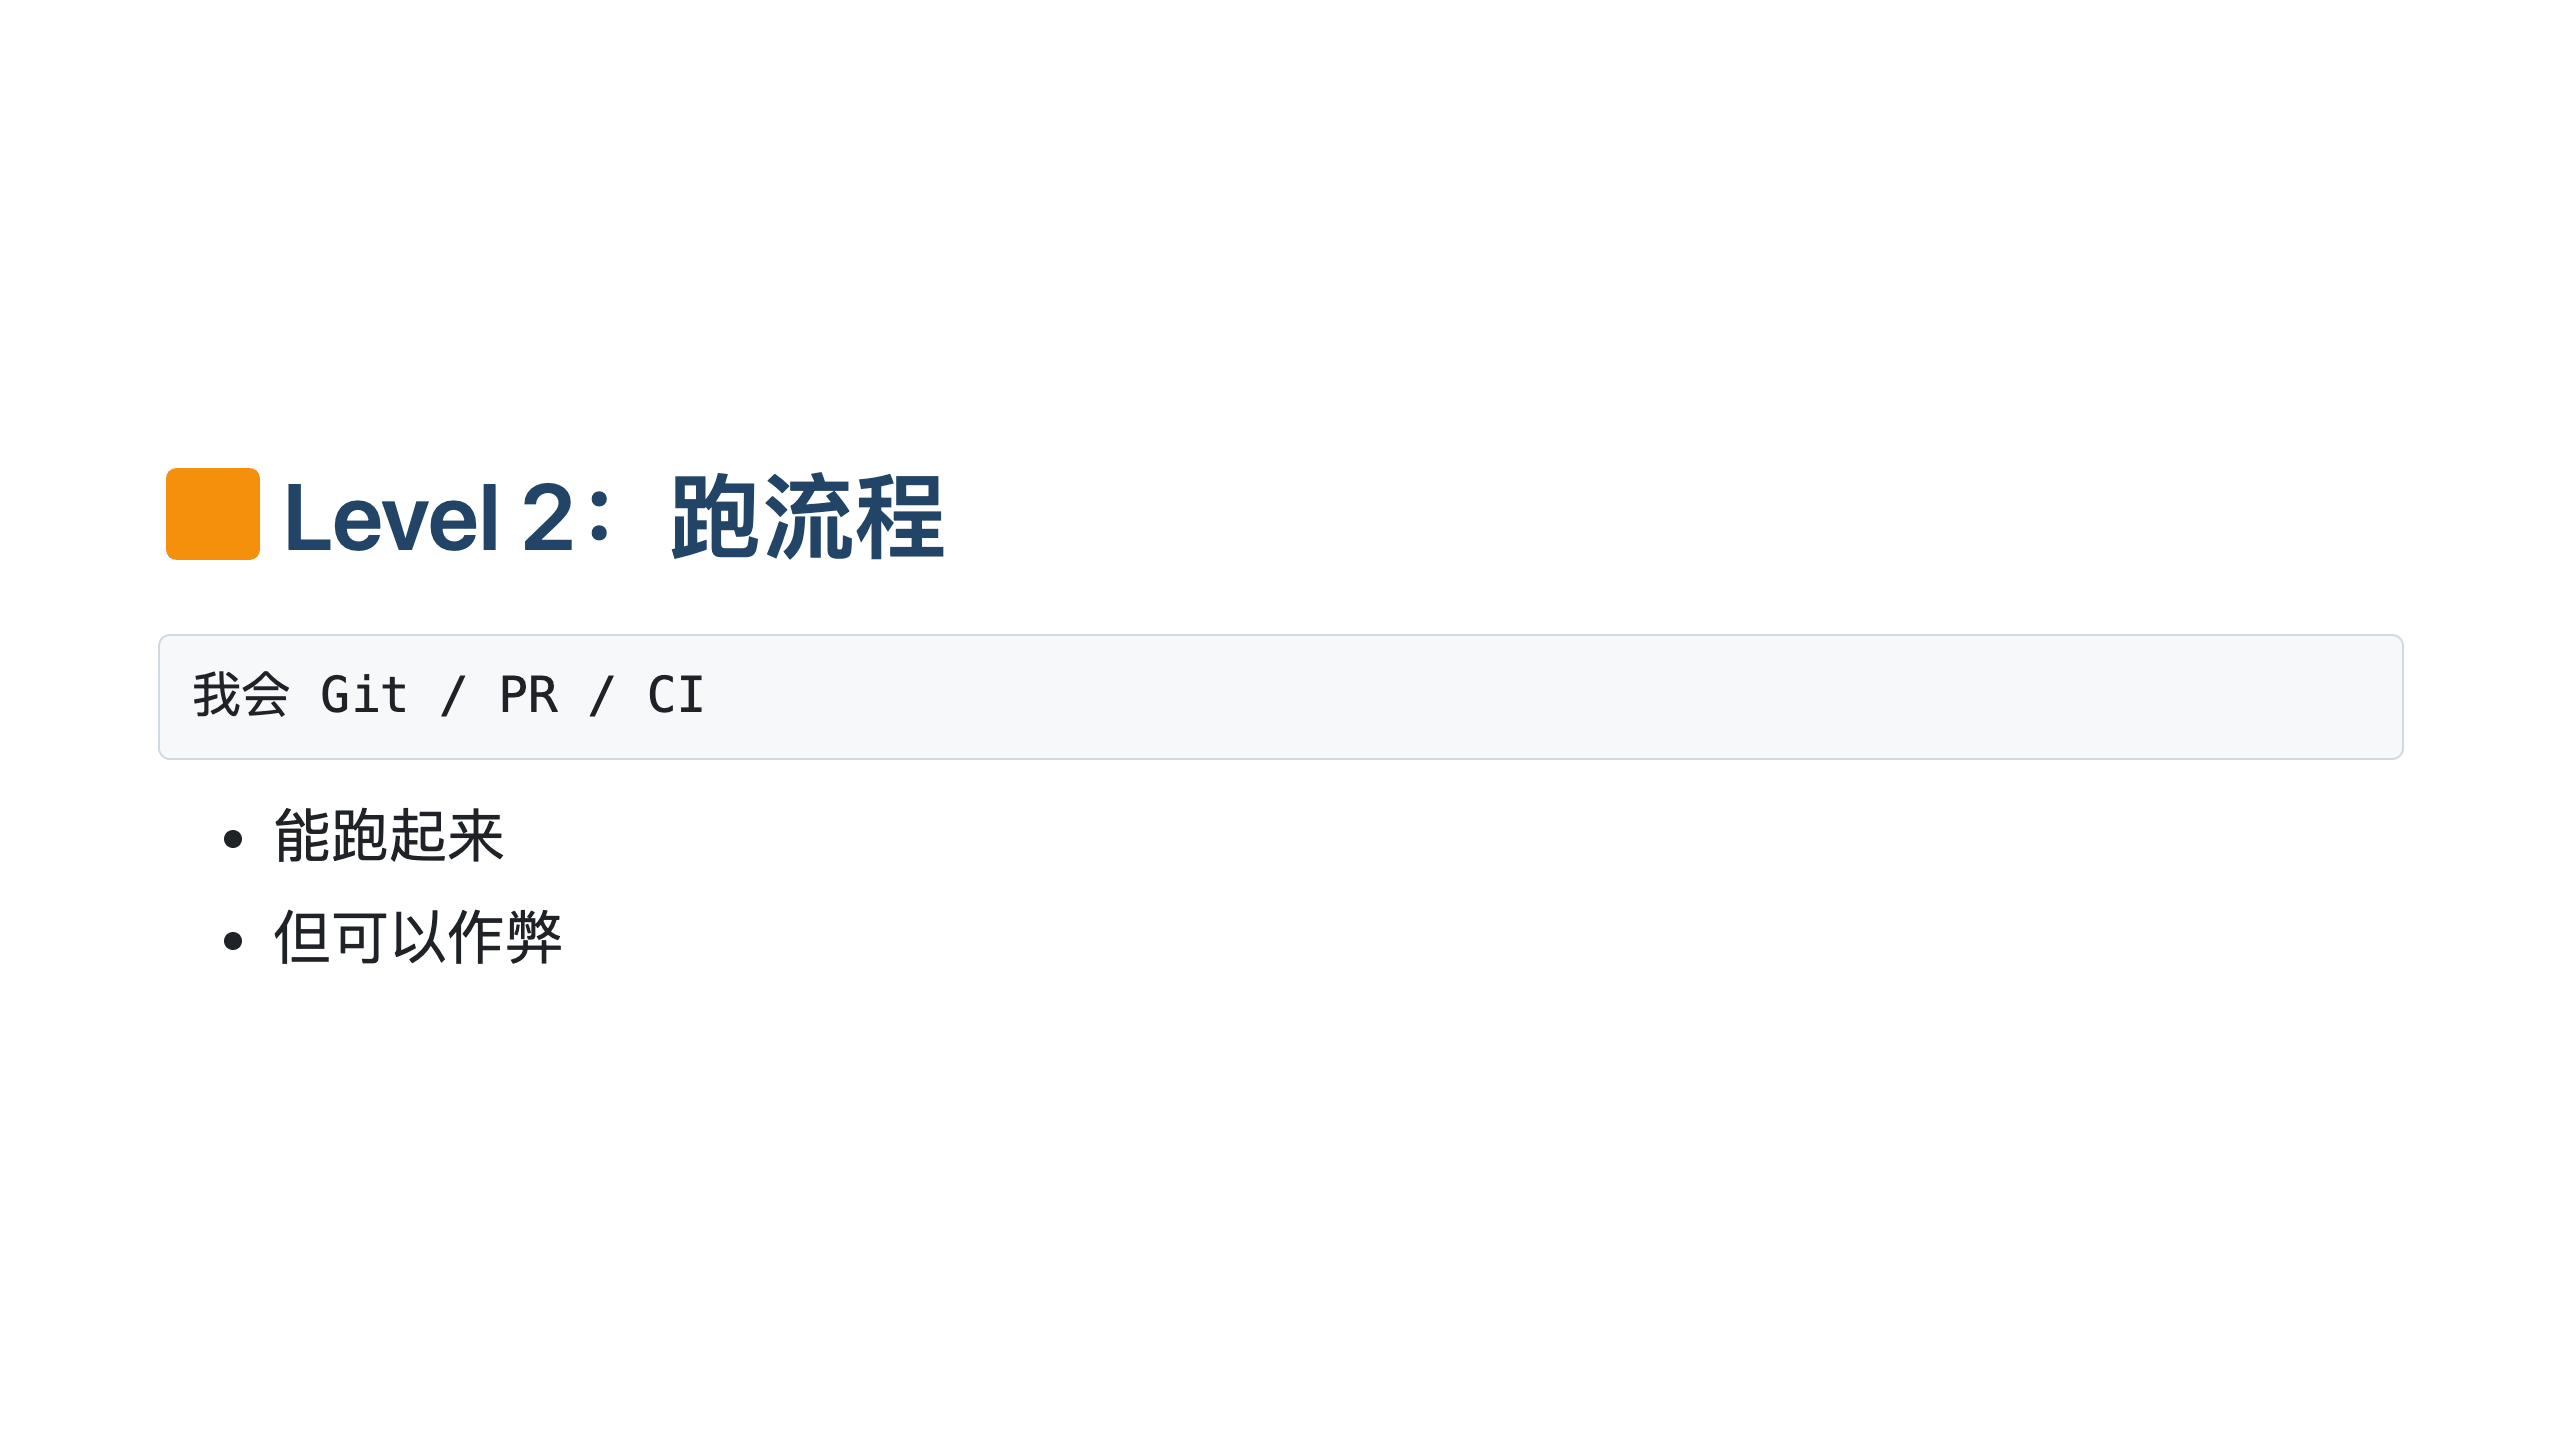 🟧 Level 2：跑流程
我会 Git / PR / CI
• 能跑起来
• 但可以作弊